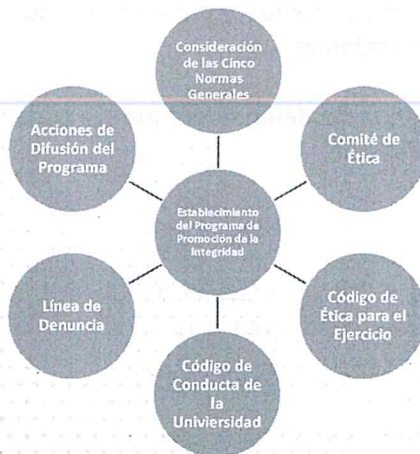 Consideración
de las Cinco
Normas
Generales
Acciones de
Difusión del
Programa
Comité de
Ética
Establecimiento
del Programa de
Promoción de la
Integridad
Línea de
Denuncia
Código de
Ética para el
Ejercicio
Código de
Conducta de
la
Univiersidad